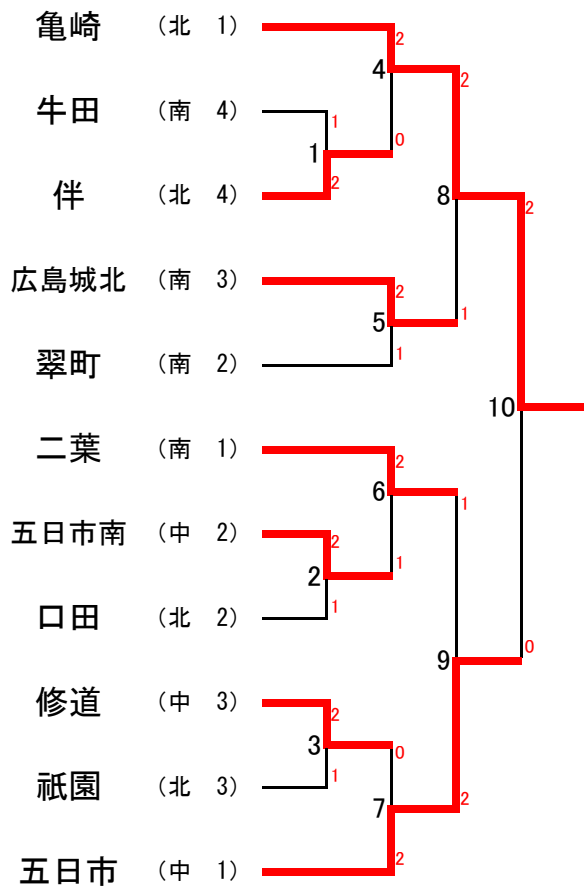 亀崎 (北 1)
2
4
2
牛田 (南 4)
1
1
0
伴 (北 4)
2
8
2
広島城北 (南 3)
2
5
1
翠町 (南 2)
1
10
二葉 (南 1)
2
6
1
五日市南 (中 2)
2
2
1
口田 (北 2)
1
9
0
修道 (中 3)
2
3
0
祇園 (北 3)
1
7
2
五日市 (中 1)
2